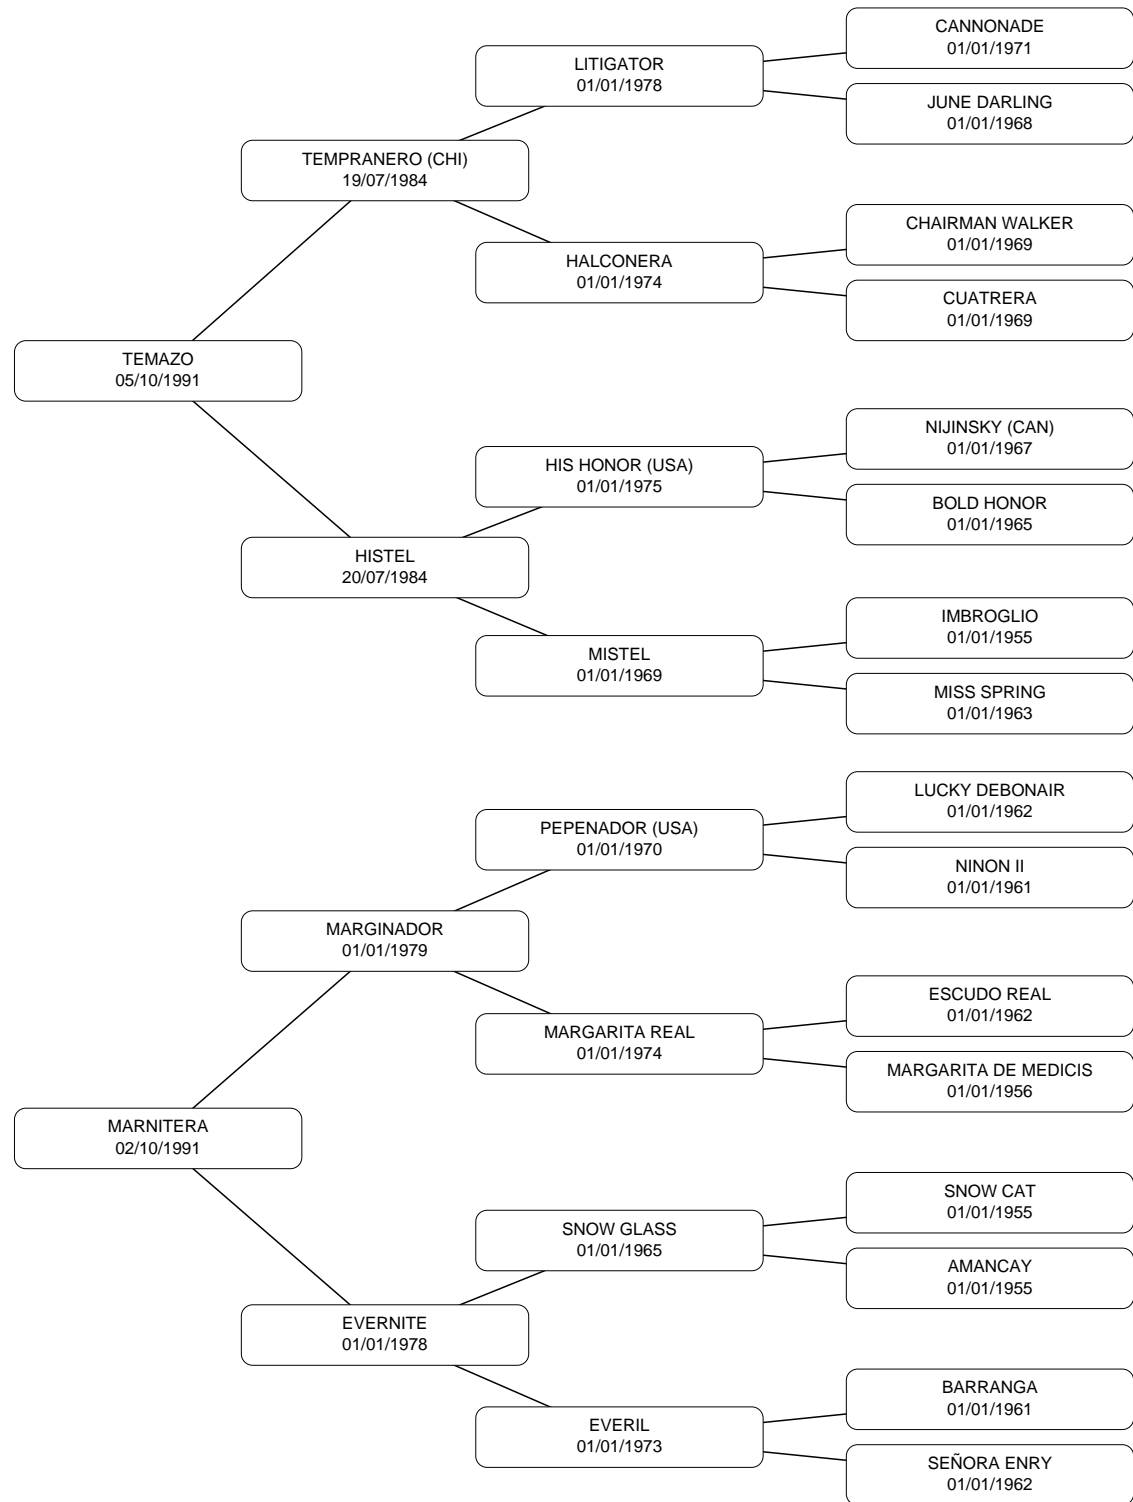 CANNONADE
01/01/1971
LITIGATOR
01/01/1978
JUNE DARLING
01/01/1968
TEMPRANERO (CHI)
19/07/1984
CHAIRMAN WALKER
01/01/1969
HALCONERA
01/01/1974
CUATRERA
01/01/1969
TEMAZO
05/10/1991
NIJINSKY (CAN)
01/01/1967
HIS HONOR (USA)
01/01/1975
BOLD HONOR
01/01/1965
HISTEL
20/07/1984
IMBROGLIO
01/01/1955
MISTEL
01/01/1969
MISS SPRING
01/01/1963
LUCKY DEBONAIR
01/01/1962
PEPENADOR (USA)
01/01/1970
NINON II
01/01/1961
MARGINADOR
01/01/1979
ESCUDO REAL
01/01/1962
MARGARITA REAL
01/01/1974
MARGARITA DE MEDICIS
01/01/1956
MARNITERA
02/10/1991
SNOW CAT
01/01/1955
SNOW GLASS
01/01/1965
AMANCAY
01/01/1955
EVERNITE
01/01/1978
BARRANGA
01/01/1961
EVERIL
01/01/1973
SEÑORA ENRY
01/01/1962